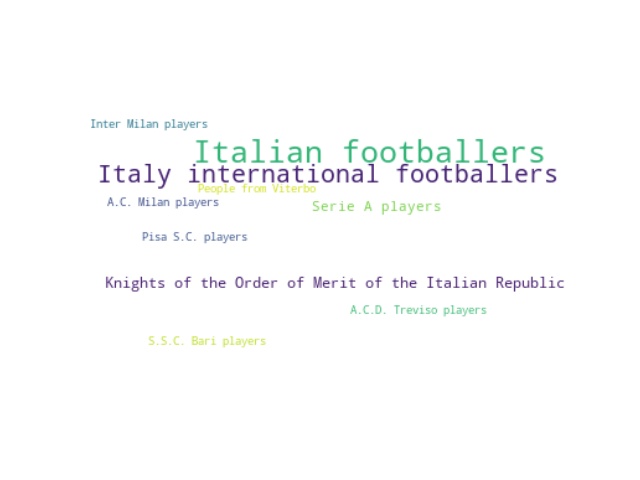 Inter Milan players
Italian footballers
Italy international footballers
People from Viterbo
A.C. Milan players
Serie A players
Pisa S.C. players
Knights of the Order of Merit of the Italian Republic
A.C.D. Treviso players
S.S.C. Bari players